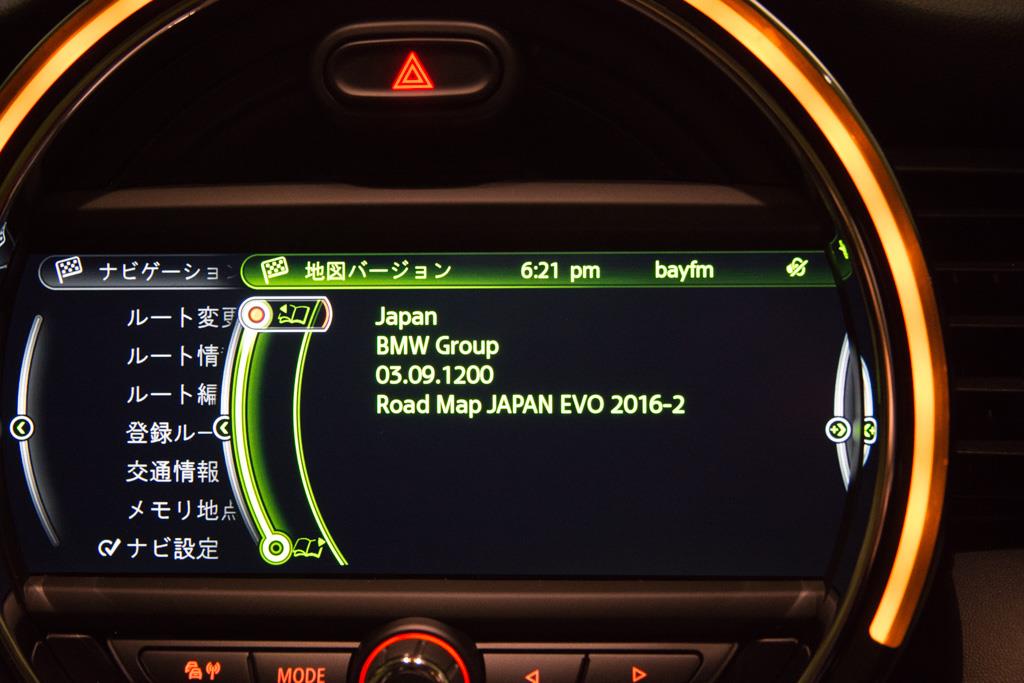 ナビゲーショ
地図バージョン 6:21 pm bayfm
ルート変更
ルート情
ルート編
登録ルー
交通情報
メモリ地点
ナビ設定
Japan
BMW Group
03.09.1200
Road Map JAPAN EVO 2016-2
MODE